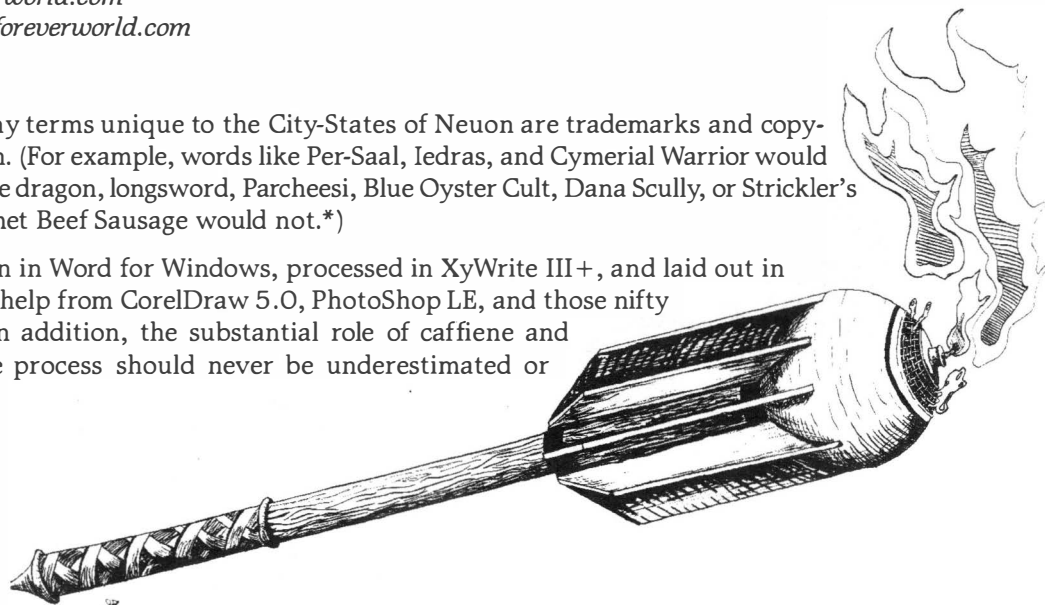 world.com
foreverworld.com
ny terms unique to the City-States of Neuon are trademarks and copy-
n. (For example, words like Per-Saal, Iedras, and Cymerial Warrior would
e dragon, longsword, Parcheesi, Blue Oyster Cult, Dana Scully, or Strickler's
met Beef Sausage would not.*)
n in Word for Windows, processed in XyWrite III+, and laid out in
help from CorelDraw 5.0, PhotoShop LE, and those nifty
n addition, the substantial role of caffiene and
e process should never be underestimated or